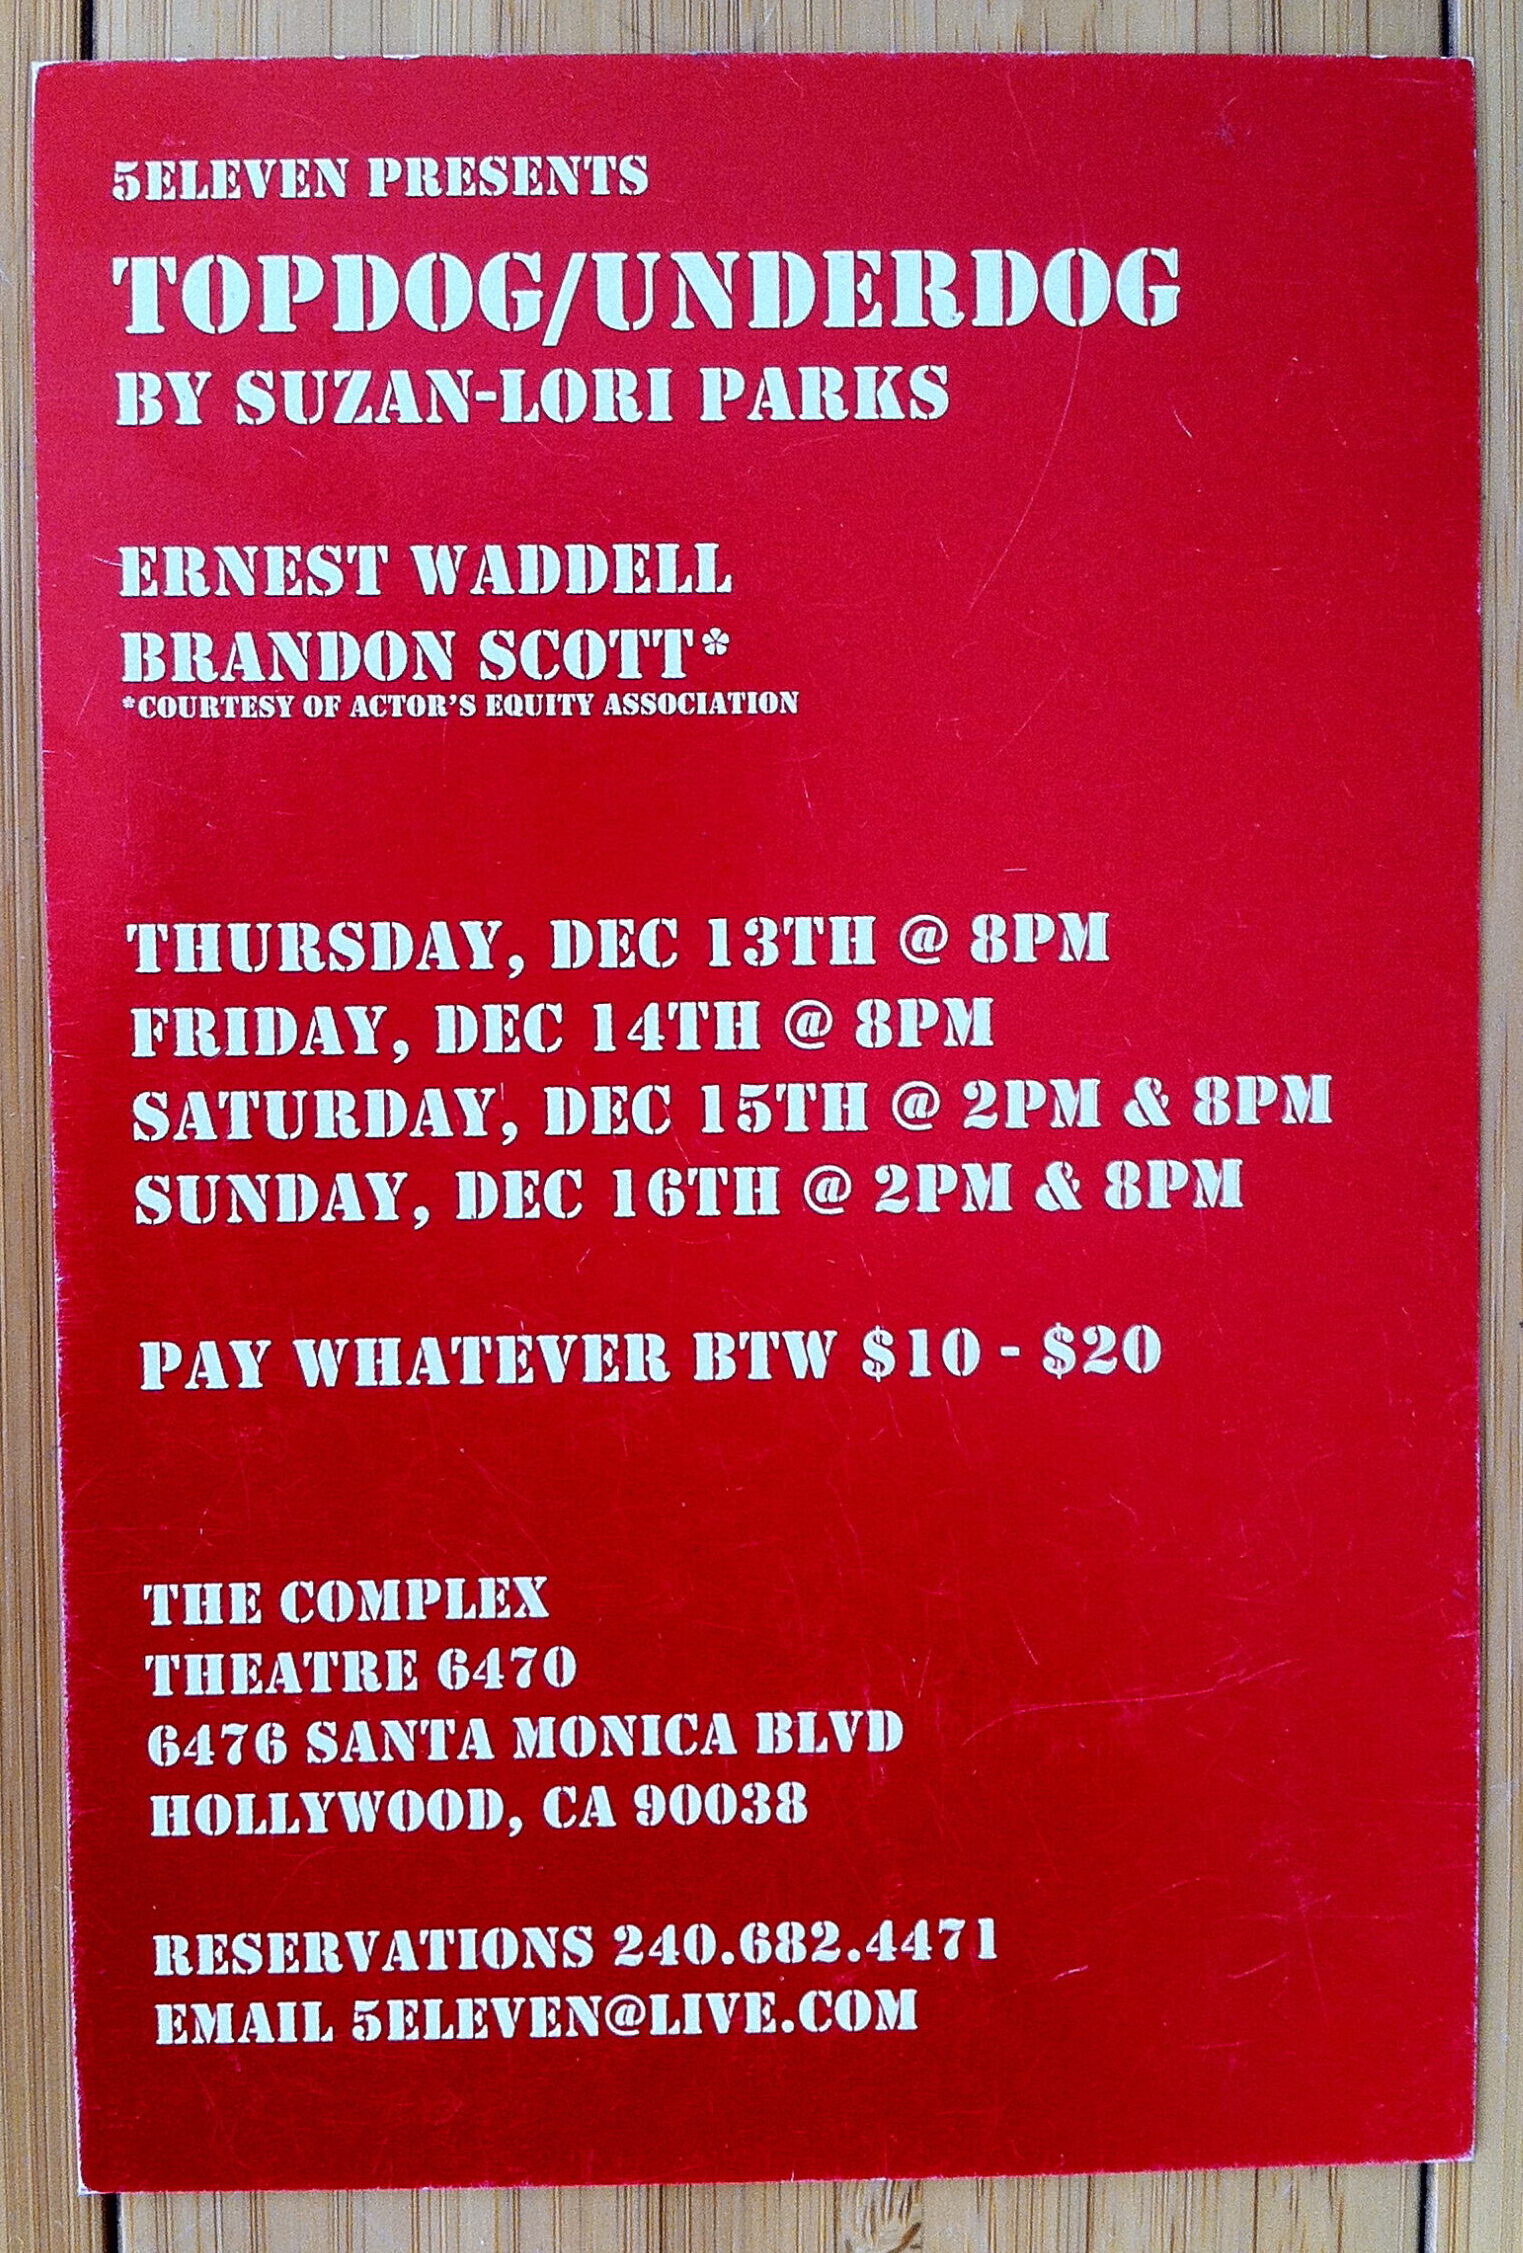 5ELEVEN PRESENTS
TOPDOG/UNDERDOG
BY SUZAN-LORI PARKS
ERNEST WADDELL
BRANDON SCOTT*
*COURTESY OF ACTOR'S EQUITY ASSOCIATION
THURSDAY, DEC 13TH @ 8PM
FRIDAY, DEC 14TH @ 8PM
SATURDAY, DEC 15TH @ 2PM & 8PM
SUNDAY, DEC 16TH @ 2PM & 8PM
PAY WHATEVER BTW $10 - $20
THE COMPLEX
THEATRE 6470
6476 SANTA MONICA BLVD
HOLLYWOOD, CA 90038
RESERVATIONS 240.682.4471
EMAIL 5ELEVEN@LIVE.COM